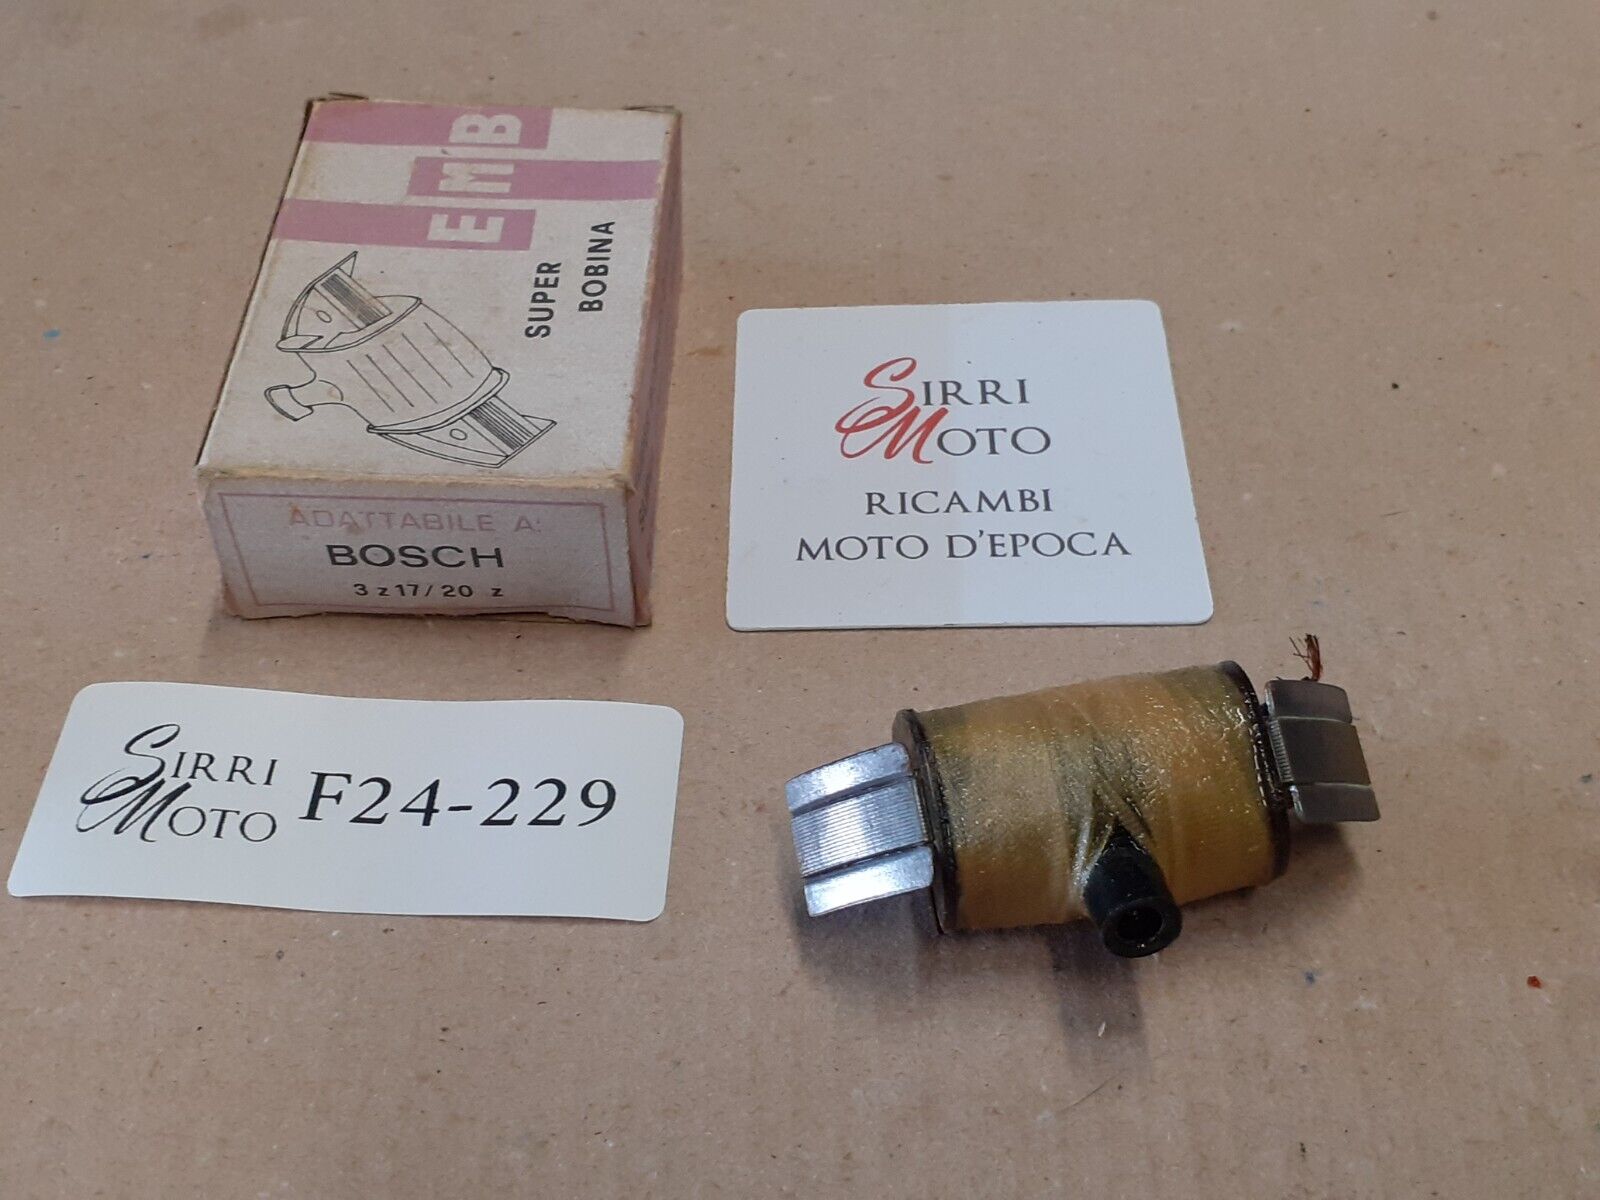 EMB
SUPER
BOBINA
ADATTABILE A:
BOSCH
3 z 17/20 z
SIRRI
MOTO
RICAMBI
MOTO D'EPOCA
SIRRI
MOTO
F24-229